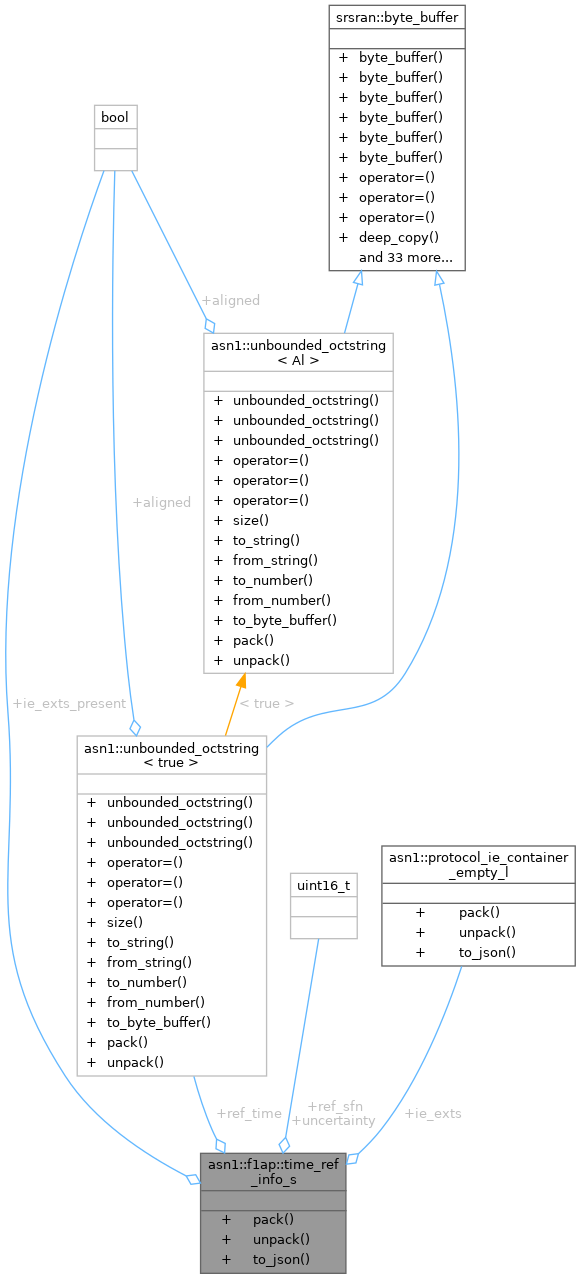 srsran::byte_buffer
+ byte_buffer()
+ byte_buffer()
+ byte_buffer()
+ byte_buffer()
+ byte_buffer()
+ byte_buffer()
+ operator=()
+ operator=()
+ operator=()
+ deep_copy()
and 33 more...
bool
+aligned
asn1::unbounded_octstring
< Al >
+ unbounded_octstring()
+ unbounded_octstring()
+ unbounded_octstring()
+ operator=()
+ operator=()
+ operator=()
+ size()
+ to_string()
+ from_string()
+ to_number()
+ from_number()
+ to_byte_buffer()
+ pack()
+ unpack()
+aligned
+ie_exts_present
< true >
asn1::unbounded_octstring
< true >
+ unbounded_octstring()
+ unbounded_octstring()
+ unbounded_octstring()
+ operator=()
+ operator=()
+ operator=()
+ size()
+ to_string()
+ from_string()
+ to_number()
+ from_number()
+ to_byte_buffer()
+ pack()
+ unpack()
uint16_t
asn1::protocol_ie_container
_empty_l
+ pack()
+ unpack()
+ to_json()
+ref_time
+ref_sfn
+uncertainty
+ie_exts
asn1::f1ap::time_ref
_info_s
+ pack()
+ unpack()
+ to_json()